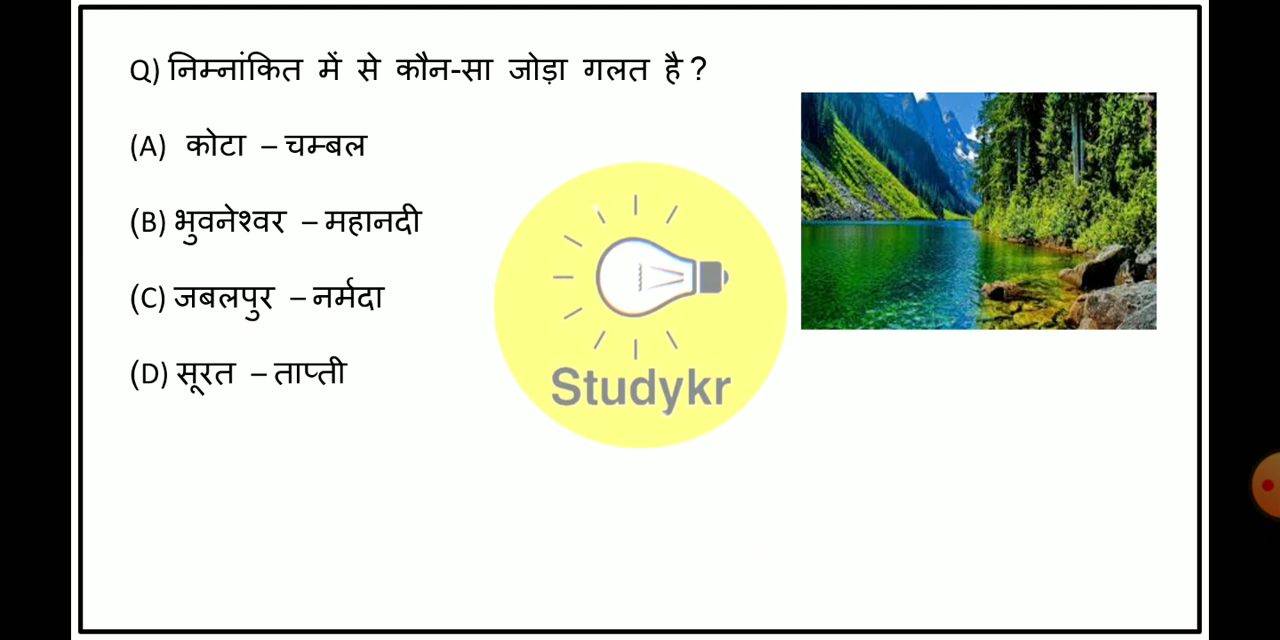 Q) निम्नांकित में से कौन-सा जोड़ा गलत है ?
(A) कोटा – चम्बल
(B) भुवनेश्वर – महानदी
(C) जबलपुर – नर्मदा
(D) सूरत – ताप्ती
Studykr